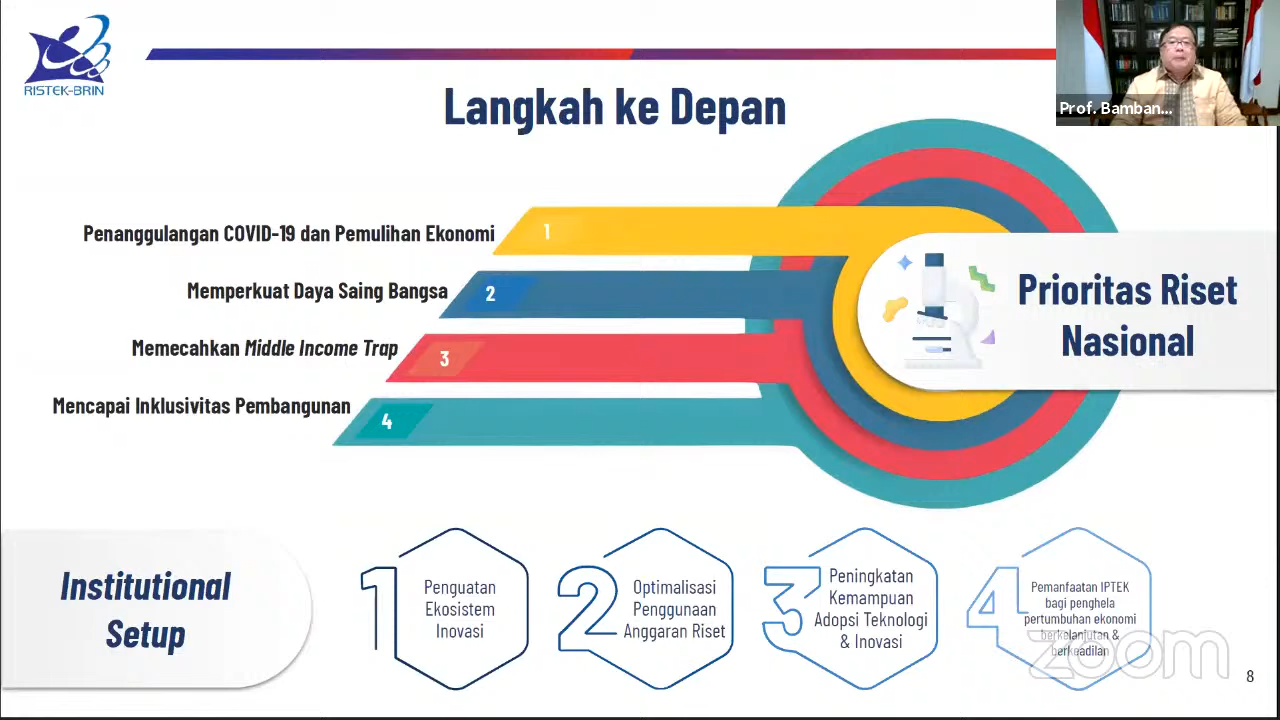 RISTEK-BRIN
Prof. Bamban...
Langkah ke Depan
Penanggulangan COVID-19 dan Pemulihan Ekonomi
1
Memperkuat Daya Saing Bangsa
2
Memecahkan Middle Income Trap
3
Mencapai Inklusivitas Pembangunan
4
Prioritas Riset
Nasional
Institutional
Setup
1
Penguatan
Ekosistem
Inovasi
2
Optimalisasi
Penggunaan
Anggaran Riset
3
Peningkatan
Kemampuan
Adopsi Teknologi
& Inovasi
4
Pemanfaatan IPTEK
bagi penghela
pertumbuhan ekonomi
berkelanjutan &
berkeadilan
zoom
8